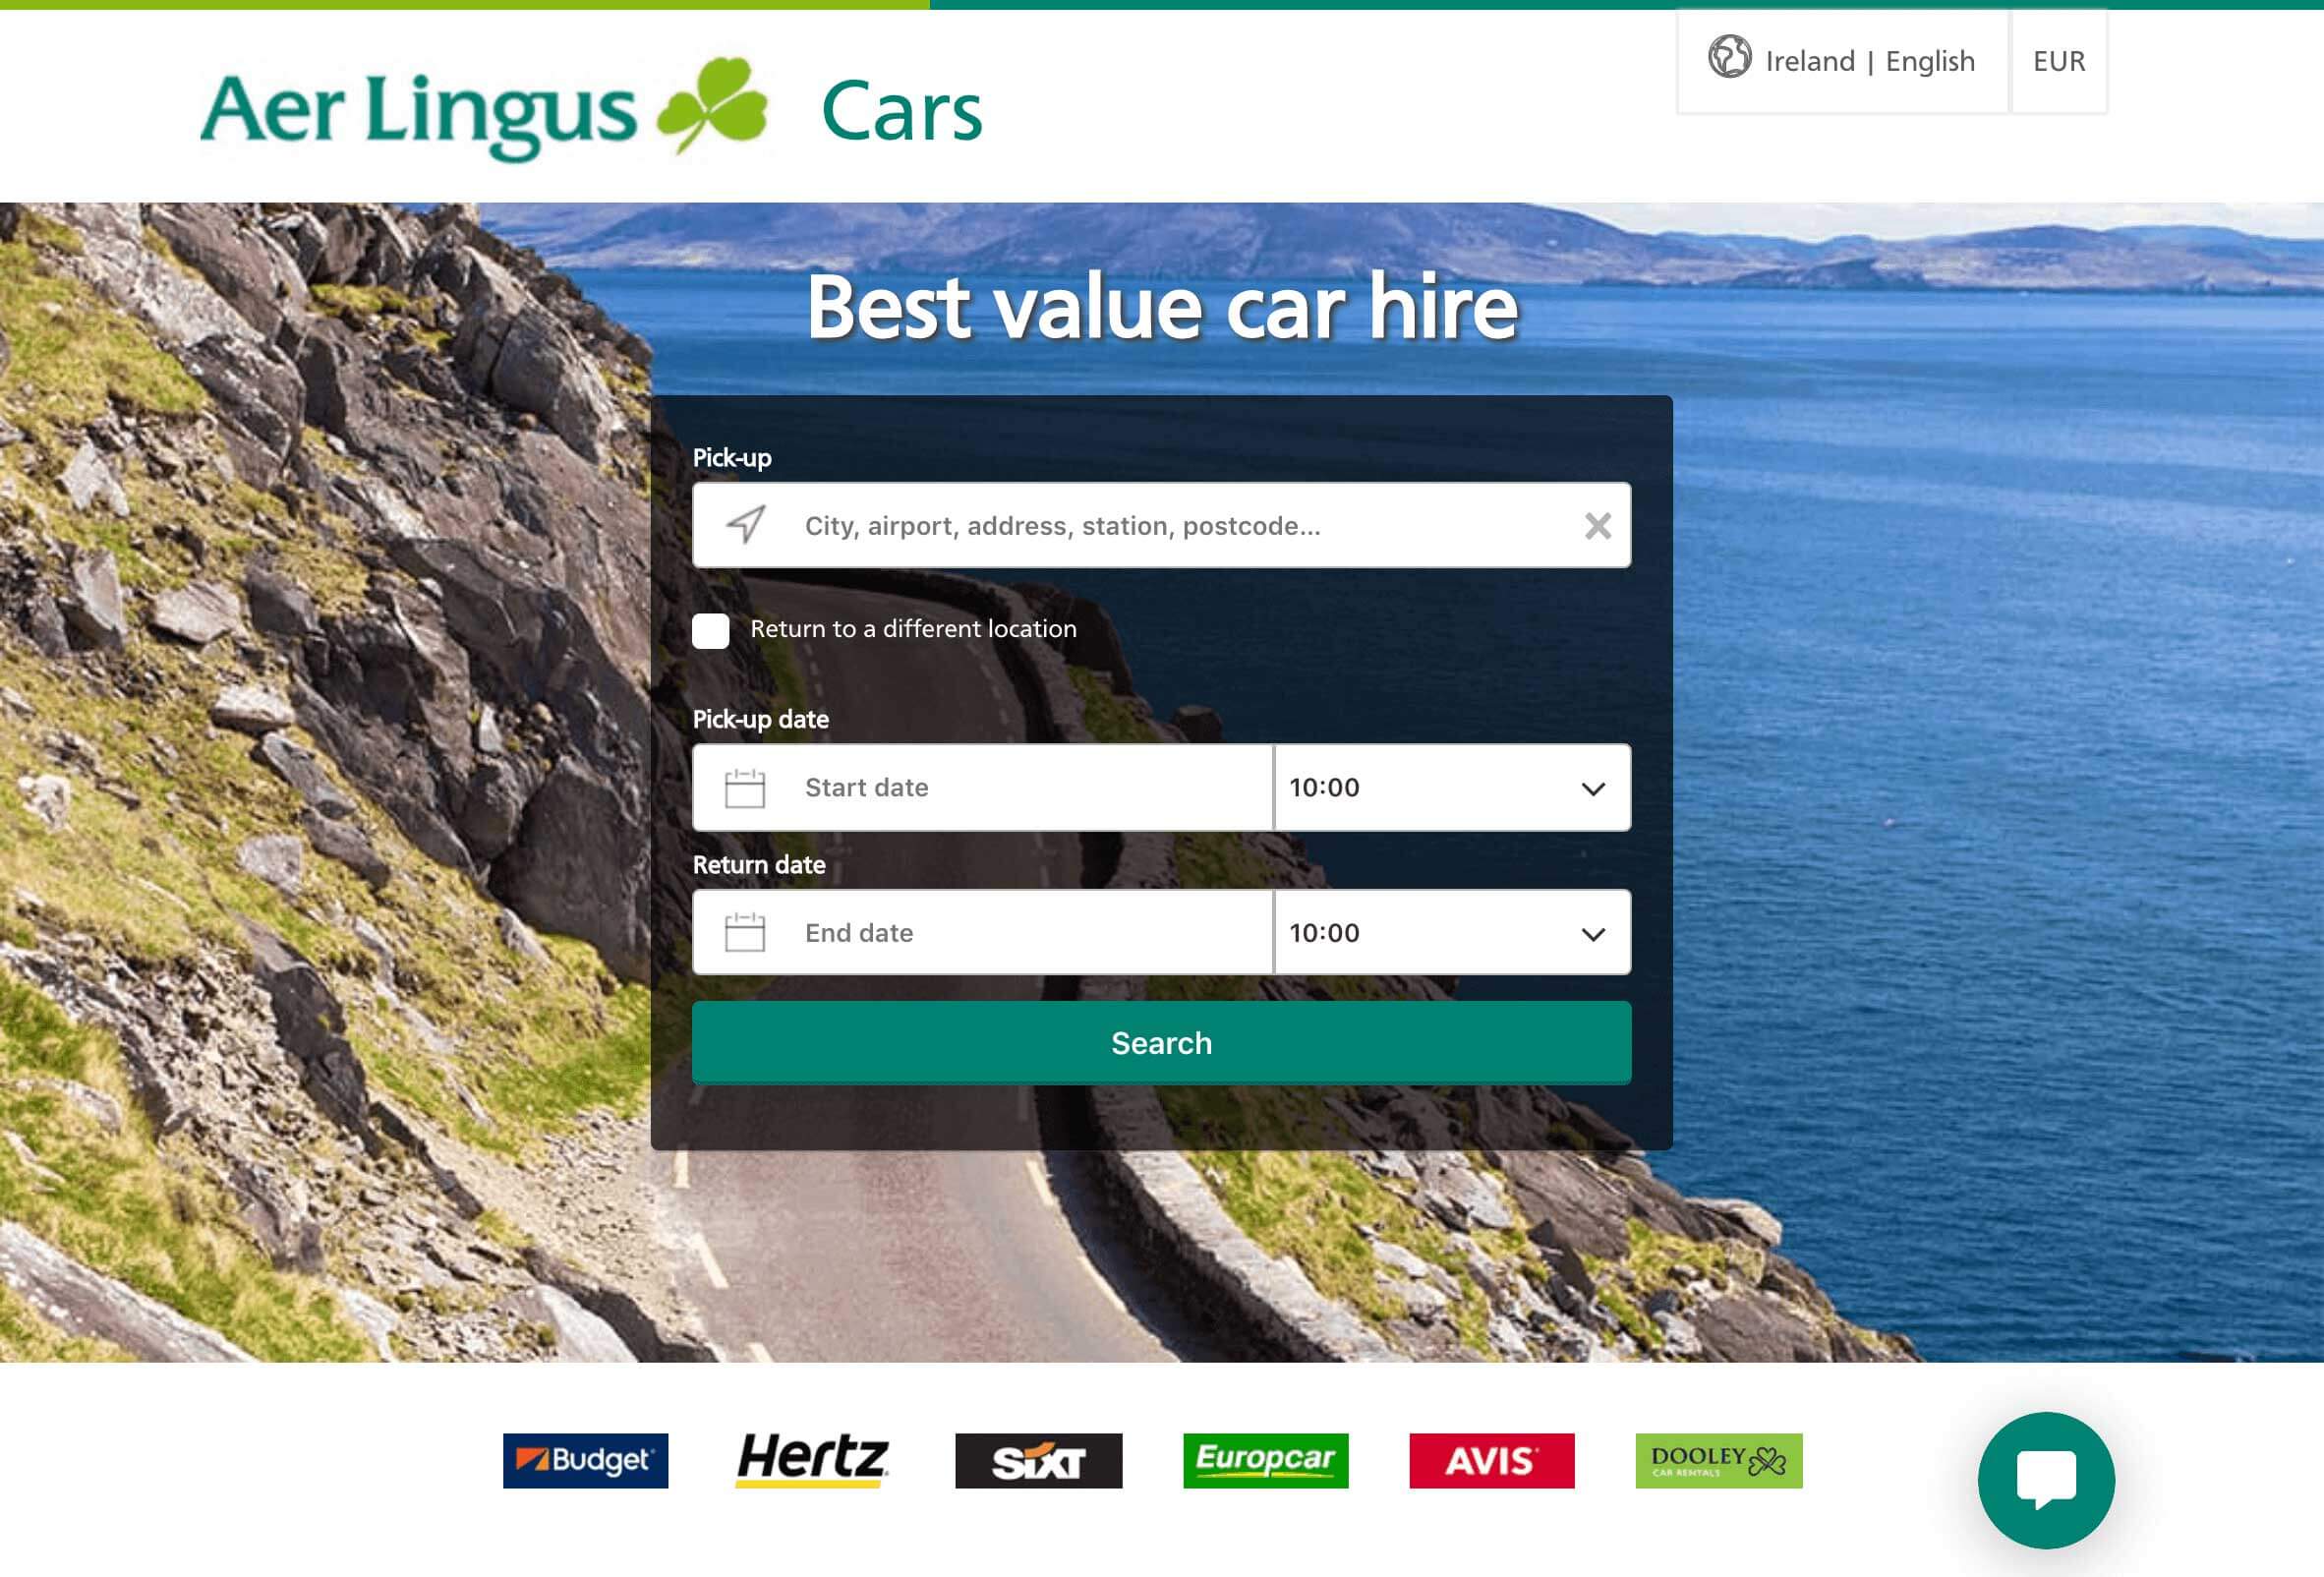 Aer Lingus Cars
Ireland | English
EUR
Best value car hire
Pick-up
City, airport, address, station, postcode...
Return to a different location
Pick-up date
Start date
10:00
Return date
End date
10:00
Search
Budget
Hertz
SIXT
Europcar
AVIS
DOOLEY
CAR RENTALS